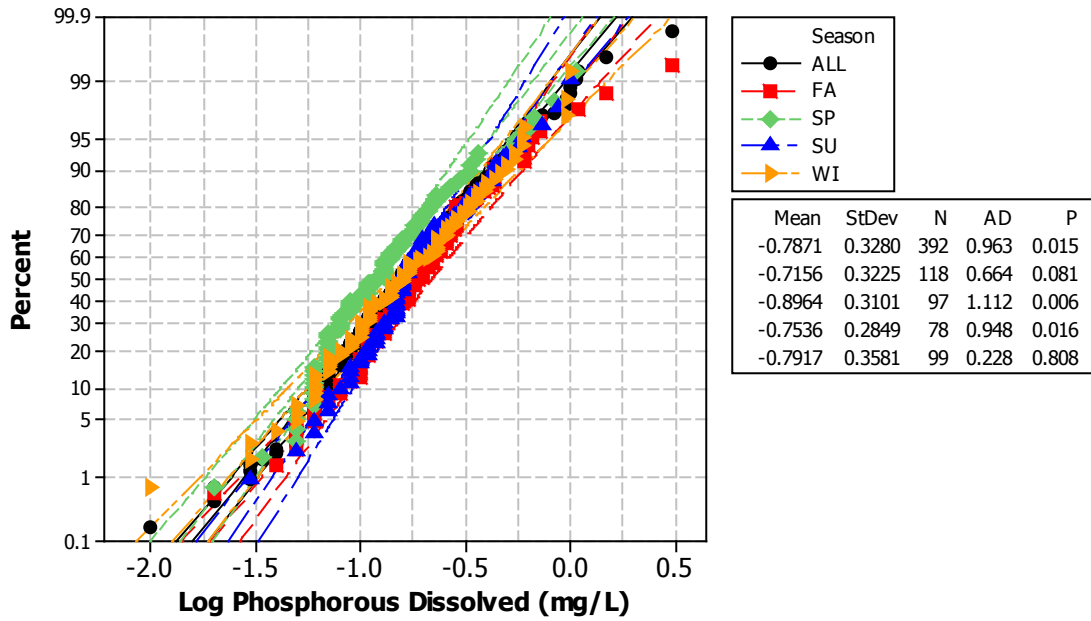 99.9
99
95
90
80
70
60
50
40
30
20
10
5
1
0.1
Percent
-2.0 -1.5 -1.0 -0.5 0.0 0.5
Log Phosphorous Dissolved (mg/L)
Season
ALL
FA
SP
SU
WI
Mean StDev N AD P
-0.7871 0.3280 392 0.963 0.015
-0.7156 0.3225 118 0.664 0.081
-0.8964 0.3101 97 1.112 0.006
-0.7536 0.2849 78 0.948 0.016
-0.7917 0.3581 99 0.228 0.808